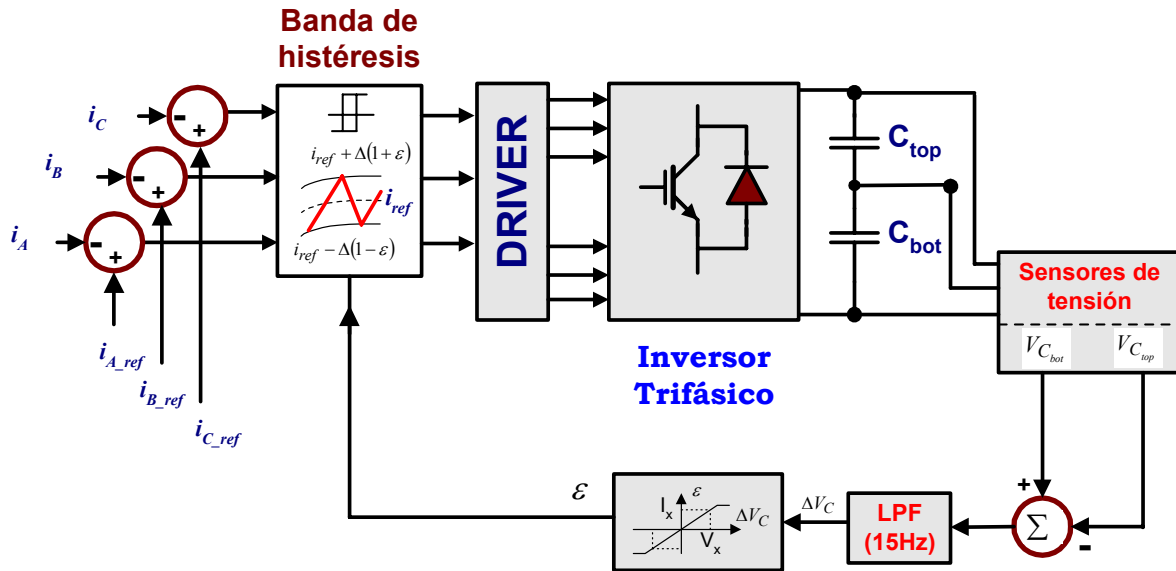 Banda de
histéresis
i_C
i_B
i_A
-
+
-
+
-
+
i_ref + Δ(1 + ε)
i_ref
i_ref − Δ(1 − ε)
DRIVER
C_top
C_bot
Inversor
Trifásico
Sensores de
tensión
V_C_bot
V_C_top
i_A_ref
i_B_ref
i_C_ref
ε
I_x
ε
ΔV_C
V_x
ΔV_C
LPF
(15Hz)
+
Σ
-